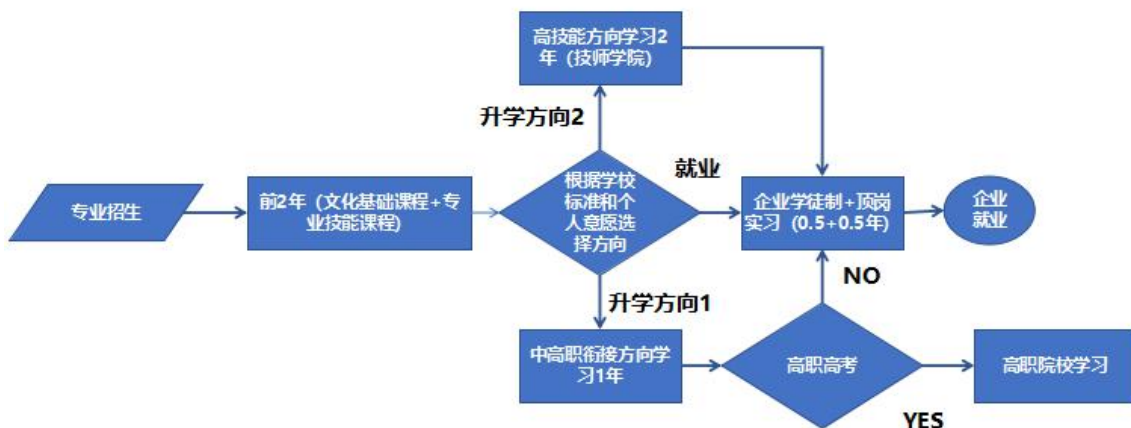 高技能方向学习2
年（技师学院）
升学方向2
就业
专业招生
前2年（文化基础课程+专
业技能课程)
根据学校
标准和个
人意愿选
择方向
企业学徒制+顶岗
实习（0.5+0.5年）
企业
就业
升学方向1
NO
中高职衔接方向学
习1年
高职高考
高职院校学习
YES